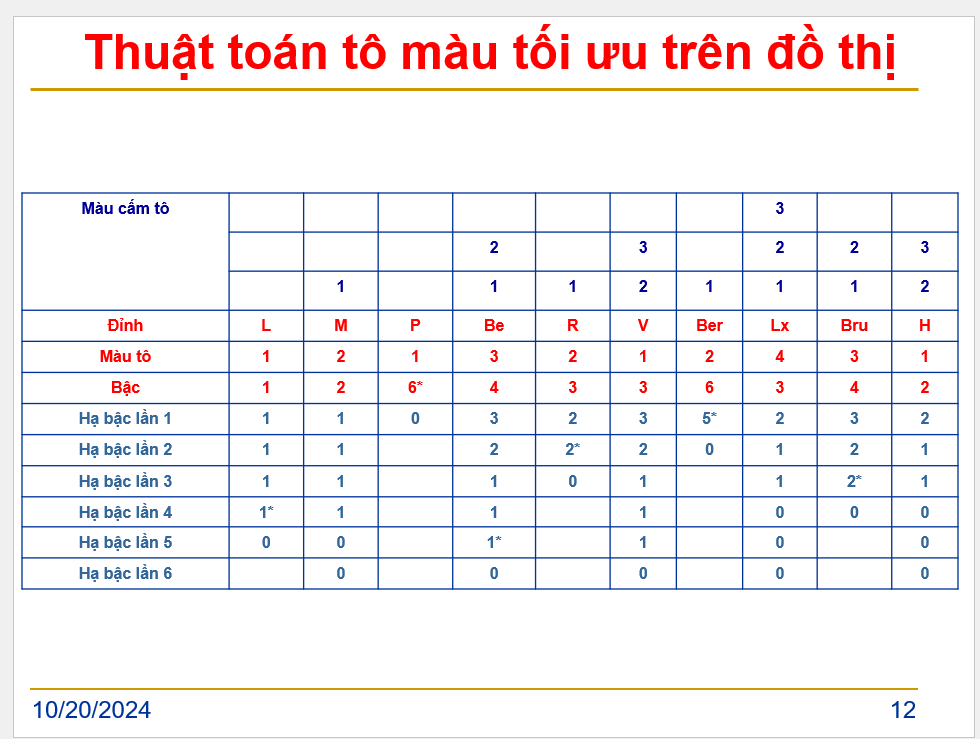 Thuật toán tô màu tối ưu trên đồ thị
Màu cấm tô 3
2 3 2 2 3
1 1 1 2 1 1 1 2
Đỉnh L M P Be R V Ber Lx Bru H
Màu tô 1 2 1 3 2 1 2 4 3 1
Bậc 1 2 6* 4 3 3 6 3 4 2
Hạ bậc lần 1 1 1 0 3 2 3 5* 2 3 2
Hạ bậc lần 2 1 1 2 2* 2 0 1 2 1
Hạ bậc lần 3 1 1 1 0 1 1 2* 1
Hạ bậc lần 4 1* 1 1 1 0 0 0
Hạ bậc lần 5 0 0 1* 1 0 0
Hạ bậc lần 6 0 0 0 0 0
10/20/2024 12